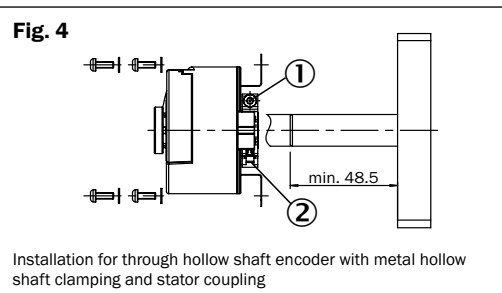 Fig. 4
1
min. 48.5
2
Installation for through hollow shaft encoder with metal hollow
shaft clamping and stator coupling